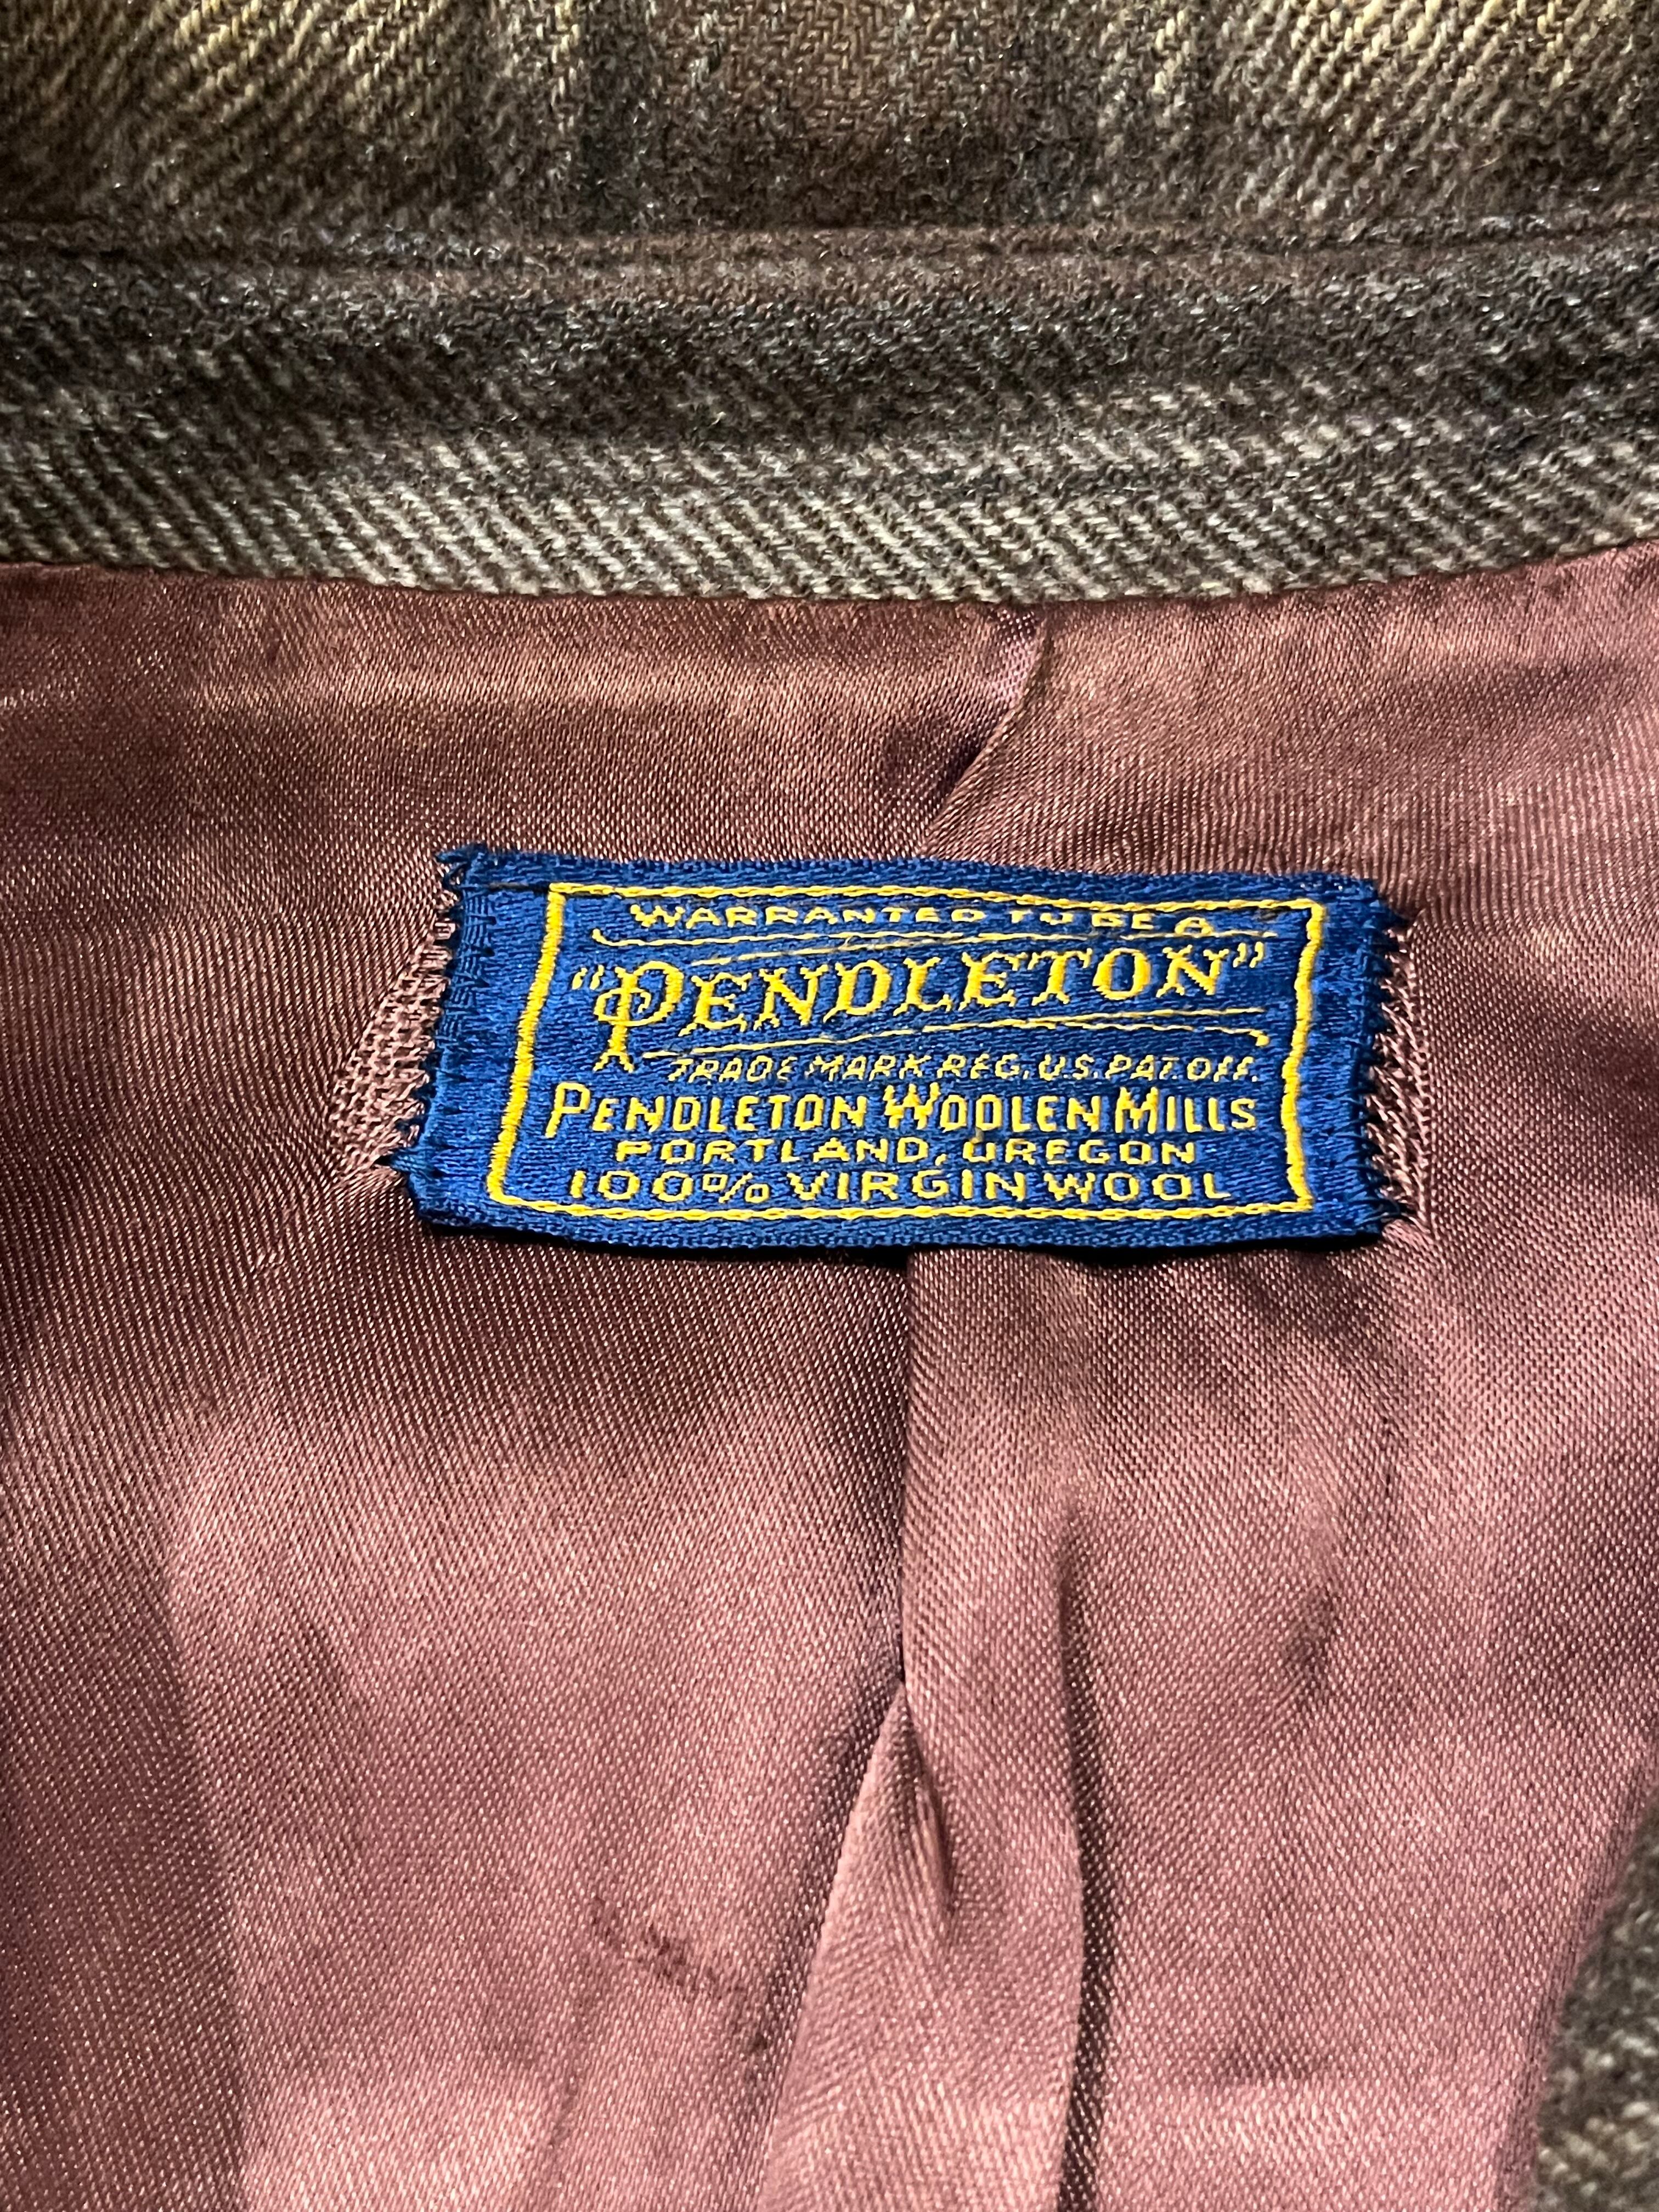 WARRANTED TO BE A
"PENDLETON"
TRADE MARK REG. U.S. PAT. OFF.
PENDLETON WOOLEN MILLS
PORTLAND, OREGON
100% VIRGIN WOOL